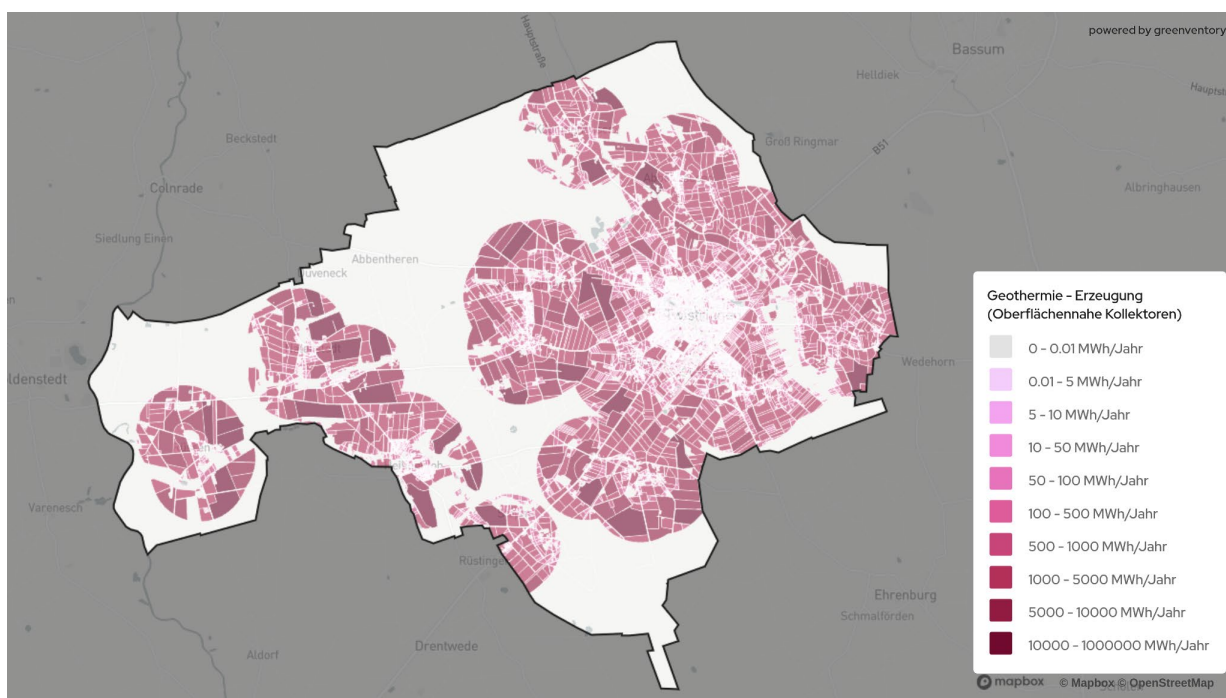 powered by greenventory
Bassum
Hauptstraße
Helldiek
Beckstedt
Groß Ringmar
B51
Colnrade
Albringhausen
Siedlung Einen
Abbentheren
Wedehorn
Varenesch
Rüstinge
Ehrenburg
Schmalförden
Drentwede
Aldorf
Geothermie - Erzeugung
(Oberflächennahe Kollektoren)
0 - 0.01 MWh/Jahr
0.01 - 5 MWh/Jahr
5 - 10 MWh/Jahr
10 - 50 MWh/Jahr
50 - 100 MWh/Jahr
100 - 500 MWh/Jahr
500 - 1000 MWh/Jahr
1000 - 5000 MWh/Jahr
5000 - 10000 MWh/Jahr
10000 - 1000000 MWh/Jahr
mapbox © Mapbox © OpenStreetMap